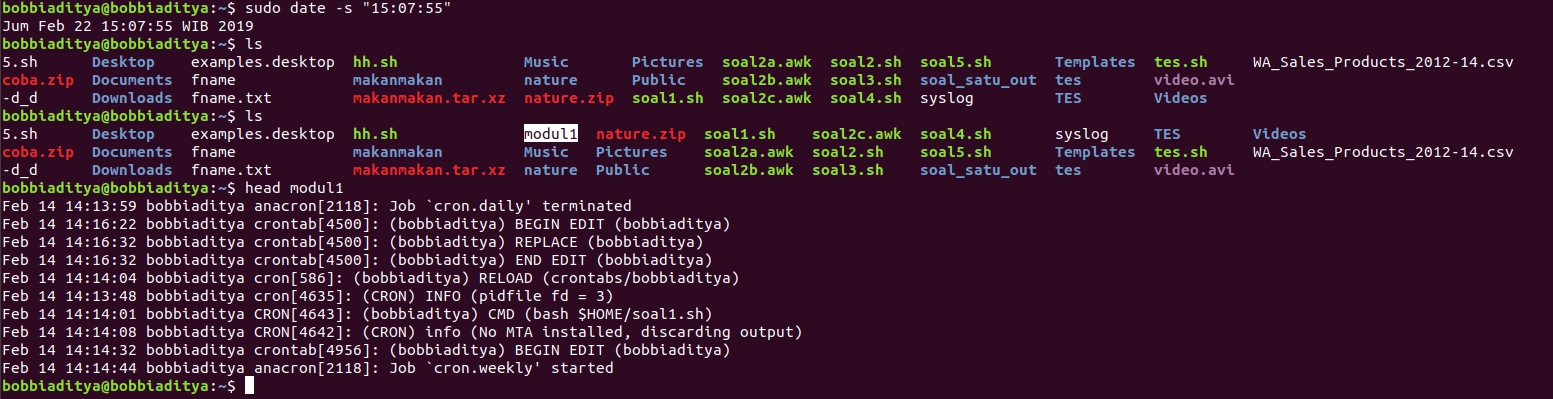 bobbiaditya@bobbiaditya:~$ sudo date -s "15:07:55"
Jum Feb 22 15:07:55 WIB 2019
bobbiaditya@bobbiaditya:~$ ls
5.sh      Desktop    examples.desktop  hh.sh              Music       Pictures  soal2a.awk  soal2.sh  soal5.sh        Templates  tes.sh     WA_Sales_Products_2012-14.csv
coba.zip  Documents  fname             makanmakan         nature      Public    soal2b.awk  soal3.sh  soal_satu_out   tes        video.avi
-d_d      Downloads  fname.txt         makanmakan.tar.xz  nature.zip  soal1.sh  soal2c.awk  soal4.sh  syslog          TES        Videos
bobbiaditya@bobbiaditya:~$ ls
5.sh      Desktop    examples.desktop  hh.sh              modul1  nature.zip  soal1.sh    soal2c.awk  soal4.sh       syslog     TES        Videos
coba.zip  Documents  fname             makanmakan         Music   Pictures    soal2a.awk  soal2.sh    soal5.sh       Templates  tes.sh     WA_Sales_Products_2012-14.csv
-d_d      Downloads  fname.txt         makanmakan.tar.xz  nature  Public      soal2b.awk  soal3.sh    soal_satu_out  tes        video.avi
bobbiaditya@bobbiaditya:~$ head modul1
Feb 14 14:13:59 bobbiaditya anacron[2118]: Job `cron.daily' terminated
Feb 14 14:16:22 bobbiaditya crontab[4500]: (bobbiaditya) BEGIN EDIT (bobbiaditya)
Feb 14 14:16:32 bobbiaditya crontab[4500]: (bobbiaditya) REPLACE (bobbiaditya)
Feb 14 14:16:32 bobbiaditya crontab[4500]: (bobbiaditya) END EDIT (bobbiaditya)
Feb 14 14:14:04 bobbiaditya cron[586]: (bobbiaditya) RELOAD (crontabs/bobbiaditya)
Feb 14 14:13:48 bobbiaditya cron[4635]: (CRON) INFO (pidfile fd = 3)
Feb 14 14:14:01 bobbiaditya CRON[4643]: (bobbiaditya) CMD (bash $HOME/soal1.sh)
Feb 14 14:14:08 bobbiaditya CRON[4642]: (CRON) info (No MTA installed, discarding output)
Feb 14 14:14:32 bobbiaditya crontab[4956]: (bobbiaditya) BEGIN EDIT (bobbiaditya)
Feb 14 14:14:44 bobbiaditya anacron[2118]: Job `cron.weekly' started
bobbiaditya@bobbiaditya:~$